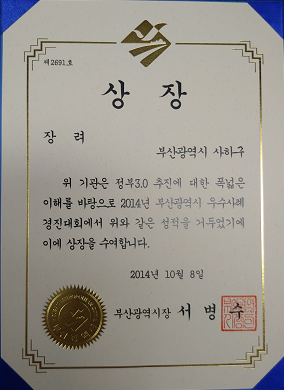 제2691호
상장
장려
부산광역시 사하구
위 기관은 정부3.0 추진에 대한 폭넓은
이해를 바탕으로 2014년 부산광역시 우수사례
경진대회에서 위와 같은 성적을 거두었기에
이에 상장을 수여합니다.
2014년 10월 8일
부산광역시장 서병수